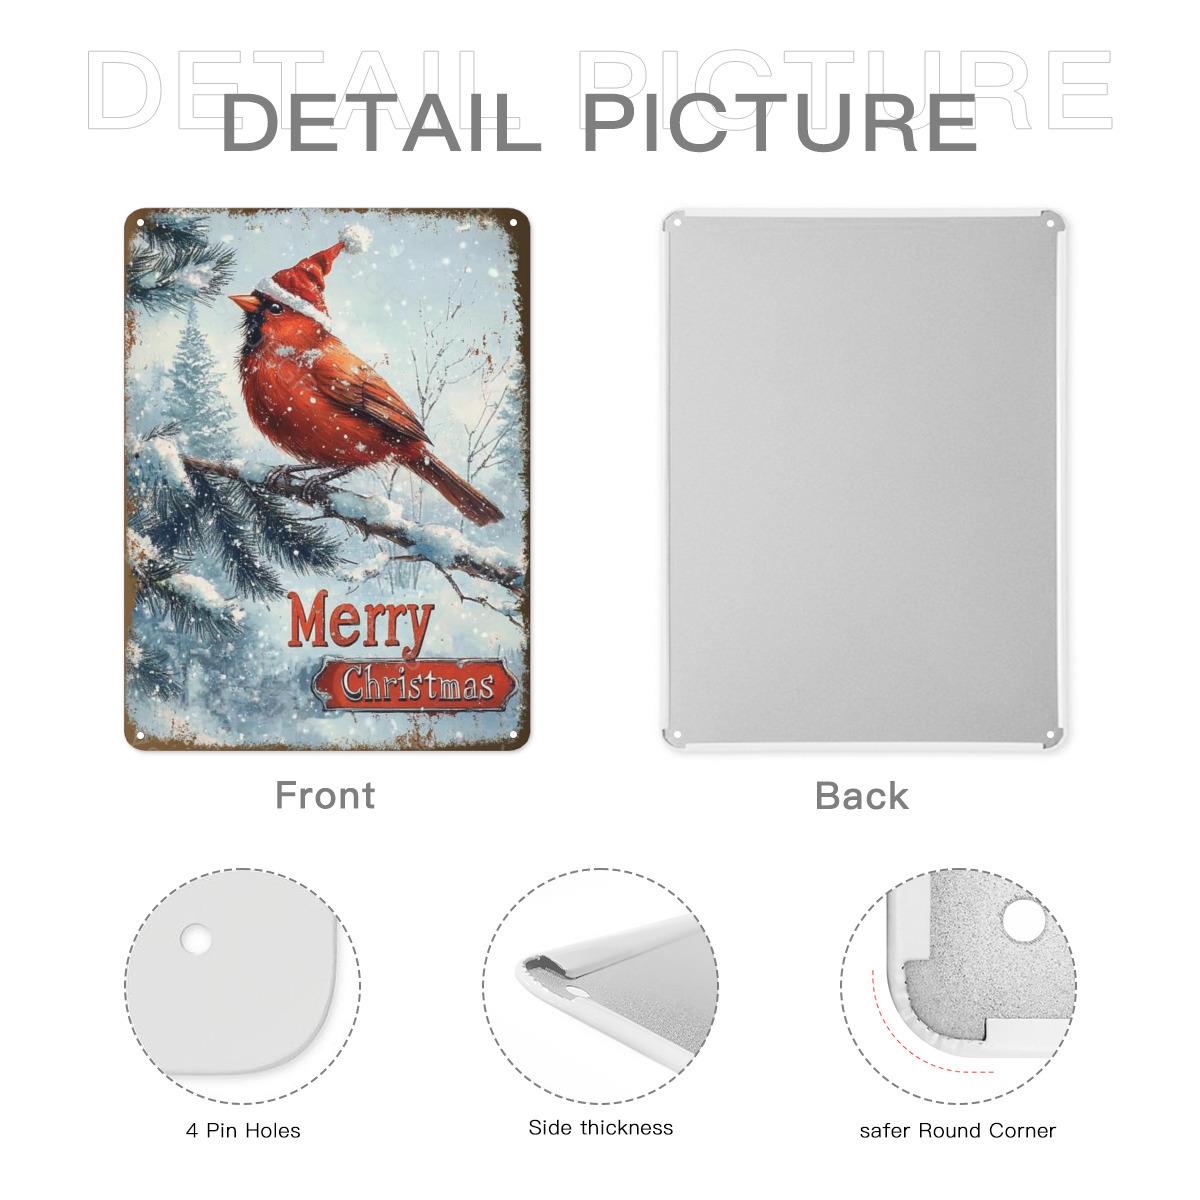 DETAIL PICTURE
DETAIL PICTURE
Merry
Christmas
Front
Back
4 Pin Holes
Side thickness
safer Round Corner